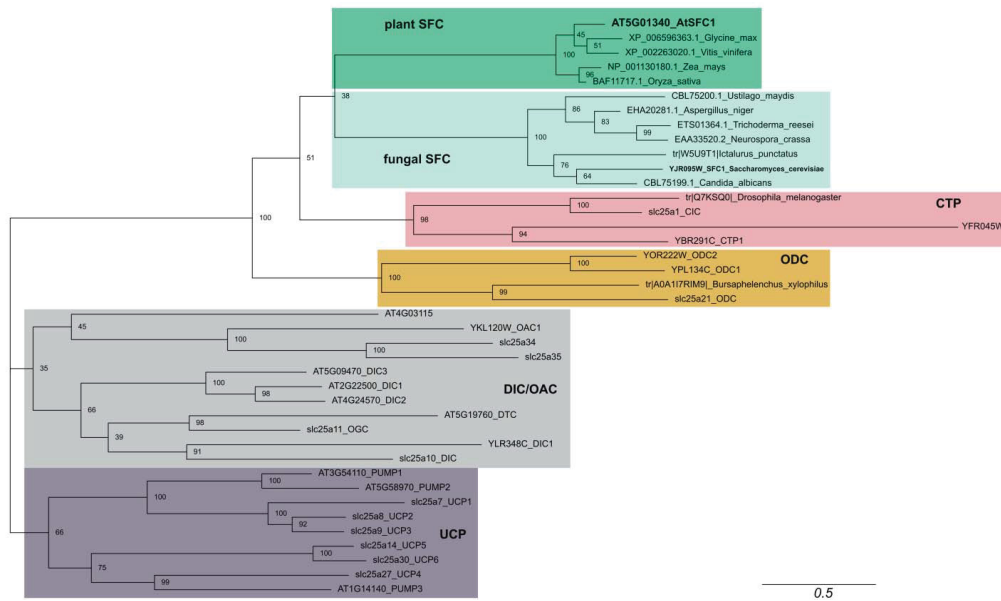 plant SFC
AT5G01340_AtSFC1
45
XP_006596363.1_Glycine_max
51
XP_002263020.1_Vitis_vinifera
100
NP_001130180.1_Zea_mays
96
BAF11717.1_Oryza_sativa
38
CBL75200.1_Ustilago_maydis
86
EHA20281.1_Aspergillus_niger
83
ETS01364.1_Trichoderma_reesei
99
100
EAA33520.2_Neurospora_crassa
51
fungal SFC
tr|W5U9T1|Ictalurus_punctatus
76
YJR095W_SFC1_Saccharomyces_cerevisiae
64
CBL75199.1_Candida_albicans
tr|Q7KSQ0|_Drosophila_melanogaster
CTP
98
slc25a1_CIC
100
YFR045W
94
YBR291C_CTP1
YOR222W_ODC2
ODC
100
YPL134C_ODC1
100
tr|A0A1I7RIM9|_Bursaphelenchus_xylophilus
99
slc25a21_ODC
AT4G03115
45
YKL120W_OAC1
100
slc25a34
100
slc25a35
35
AT5G09470_DIC3
100
AT2G22500_DIC1
98
DIC/OAC
AT4G24570_DIC2
66
AT5G19760_DTC
98
slc25a11_OGC
39
YLR348C_DIC1
91
slc25a10_DIC
AT3G54110_PUMP1
100
AT5G58970_PUMP2
100
slc25a7_UCP1
100
slc25a8_UCP2
92
slc25a9_UCP3
66
UCP
slc25a14_UCP5
100
slc25a30_UCP6
75
slc25a27_UCP4
99
AT1G14140_PUMP3
0.5